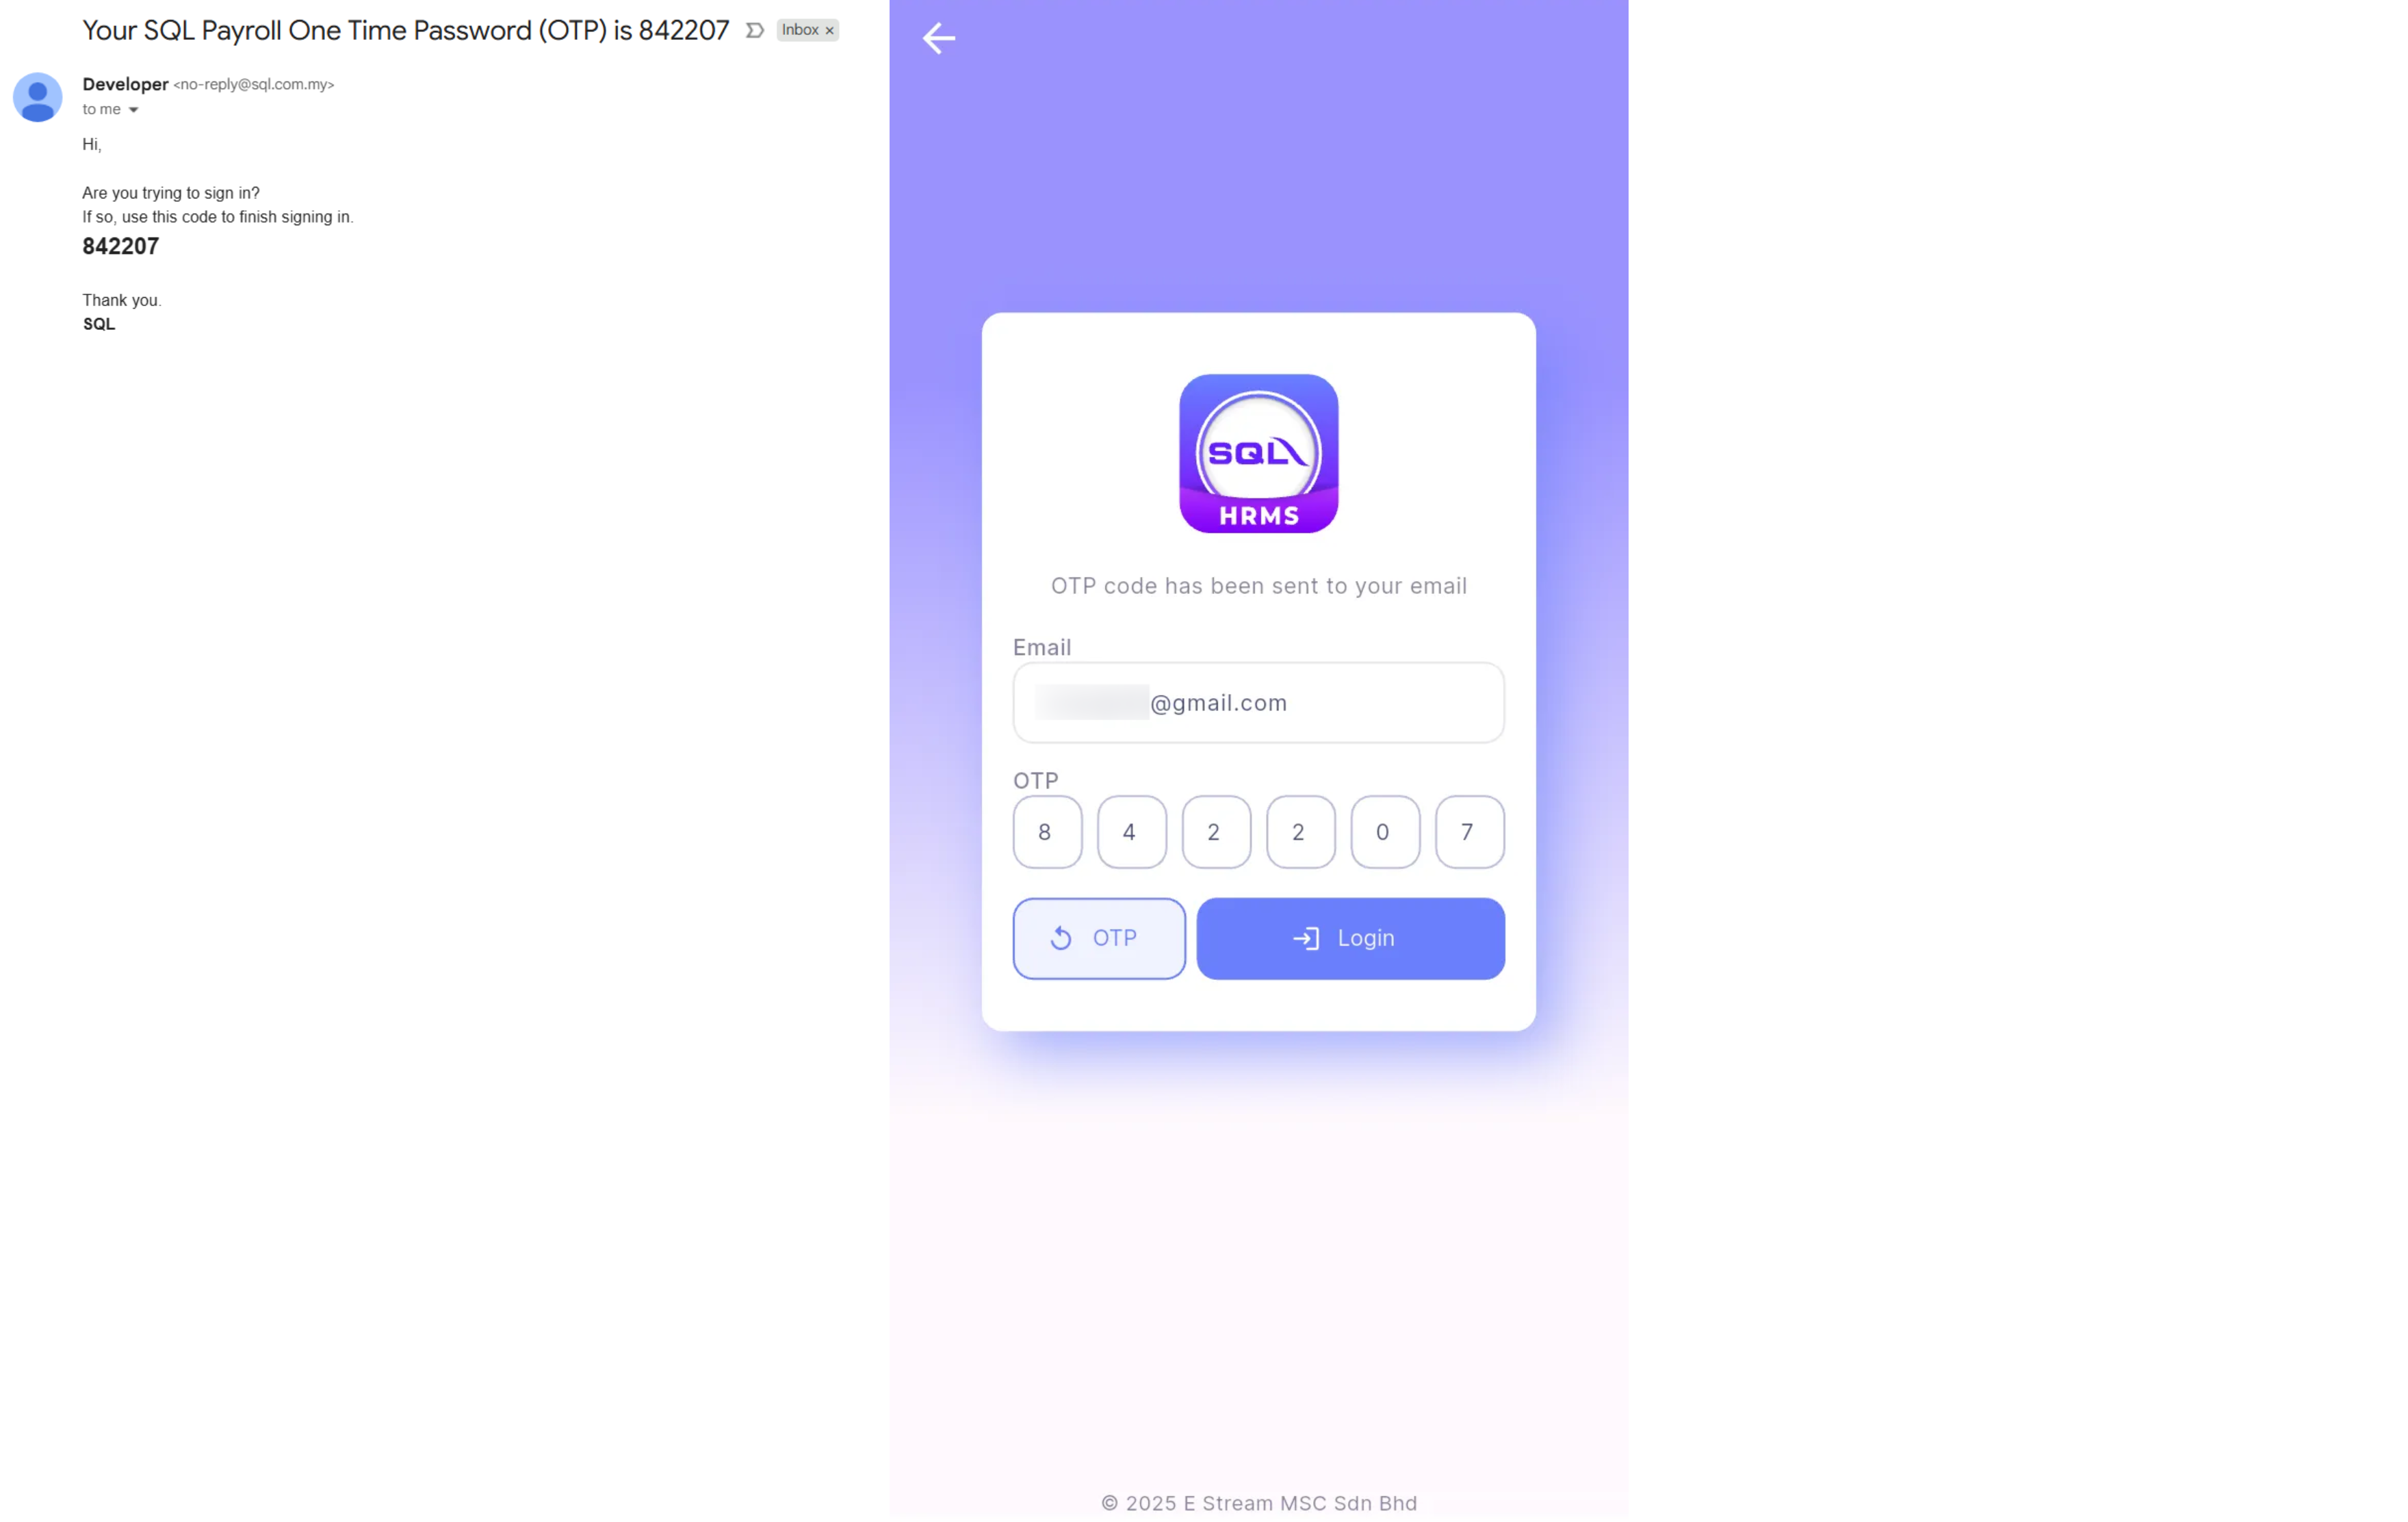 Your SQL Payroll One Time Password (OTP) is 842207 Inbox ×
Developer <no-reply@sql.com.my>
to me
Hi,
Are you trying to sign in?
If so, use this code to finish signing in.
842207
Thank you.
SQL
SQL
HRMS
OTP code has been sent to your email
Email
@gmail.com
OTP
8 4 2 2 0 7
OTP Login
© 2025 E Stream MSC Sdn Bhd